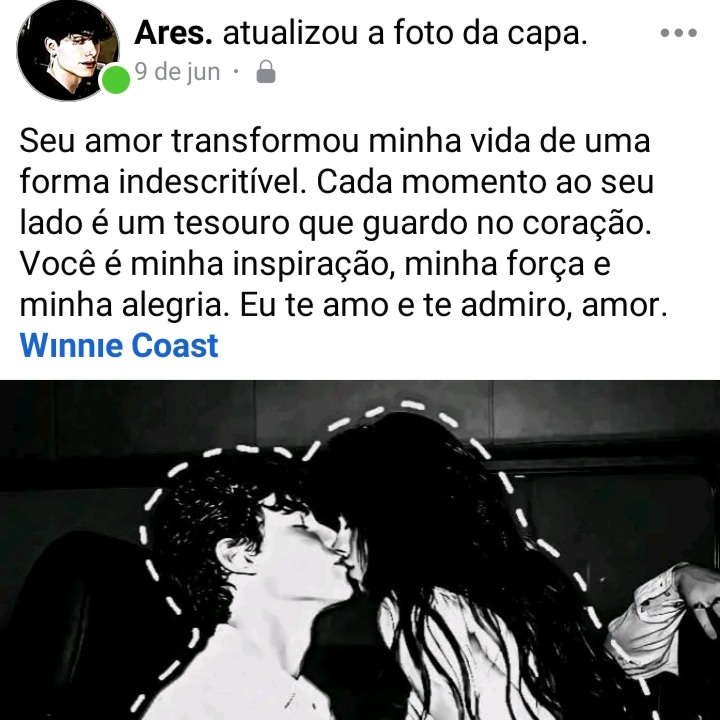 Ares. atualizou a foto da capa.
9 de jun ·
Seu amor transformou minha vida de uma
forma indescritível. Cada momento ao seu
lado é um tesouro que guardo no coração.
Você é minha inspiração, minha força e
minha alegria. Eu te amo e te admiro, amor.
Wınnıe Coast